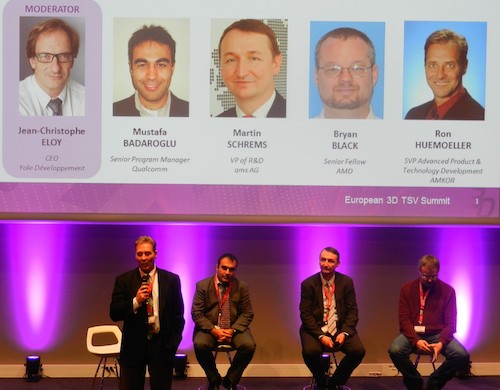 MODERATOR
Jean-Christophe
ELOY
CEO
Yole Développement
Mustafa
BADAROGLU
Senior Program Manager
Qualcomm
Martin
SCHREMS
VP of R&D
ams AG
Bryan
BLACK
Senior Fellow
AMD
Ron
HUEMOELLER
SVP Advanced Product &
Technology Development
AMKOR
European 3D TSV Summit